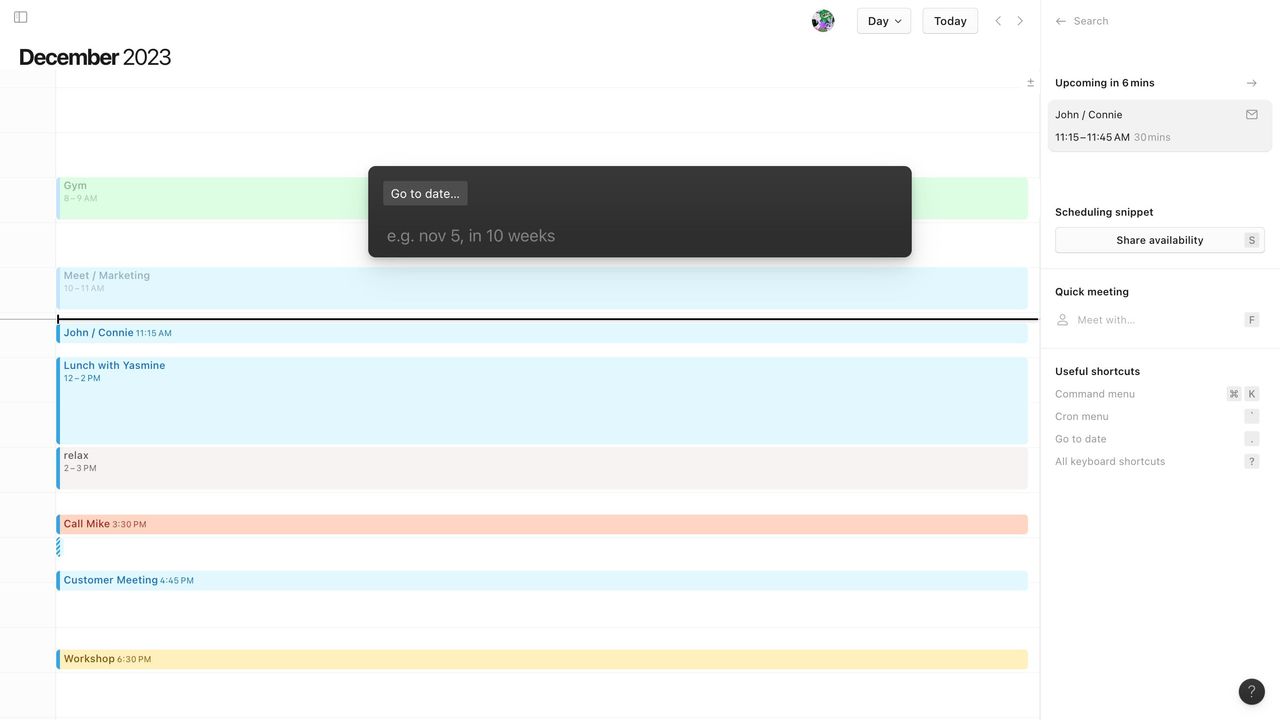 Day
Today
Search
December 2023
Upcoming in 6 mins
John / Connie
11:15 – 11:45 AM 30 mins
Go to date...
e.g. nov 5, in 10 weeks
Gym
8 – 9 AM
Meet / Marketing
10 – 11 AM
John / Connie 11:15 AM
Lunch with Yasmine
12 – 2 PM
relax
2 – 3 PM
Call Mike 3:30 PM
Customer Meeting 4:45 PM
Workshop 6:30 PM
Scheduling snippet
Share availability S
Quick meeting
Meet with... F
Useful shortcuts
Command menu ⌘ K
Cron menu `
Go to date .
All keyboard shortcuts ?
?